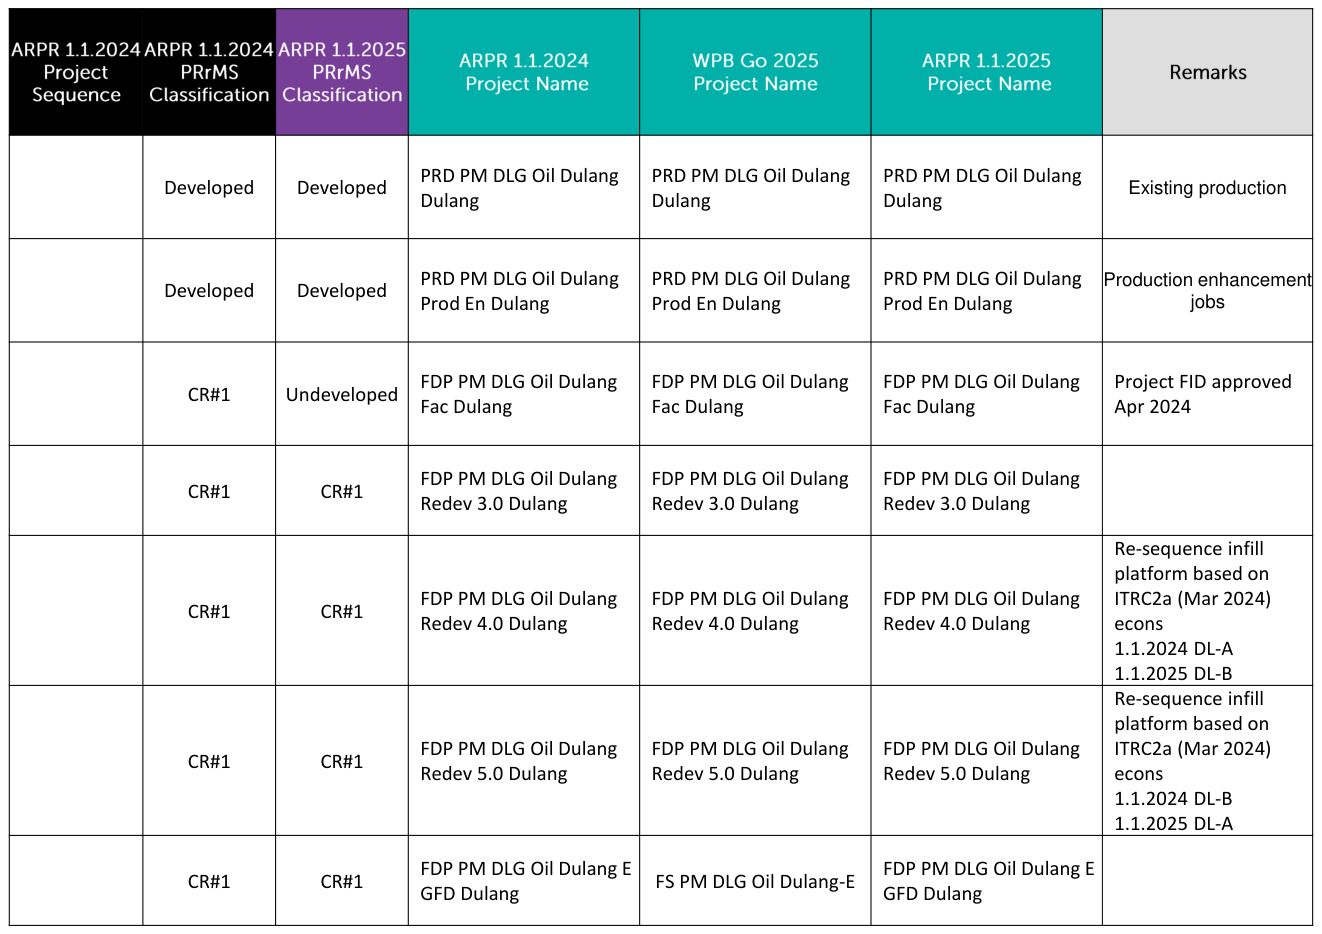 ARPR 1.1.2024
Project
Sequence
ARPR 1.1.2024
PRrMS
Classification
ARPR 1.1.2025
PRrMS
Classification
ARPR 1.1.2024
Project Name
WPB Go 2025
Project Name
ARPR 1.1.2025
Project Name
Remarks
Developed
Developed
PRD PM DLG Oil Dulang
Dulang
PRD PM DLG Oil Dulang
Dulang
PRD PM DLG Oil Dulang
Dulang
Existing production
Developed
Developed
PRD PM DLG Oil Dulang
Prod En Dulang
PRD PM DLG Oil Dulang
Prod En Dulang
PRD PM DLG Oil Dulang
Prod En Dulang
Production enhancement
jobs
CR#1
Undeveloped
FDP PM DLG Oil Dulang
Fac Dulang
FDP PM DLG Oil Dulang
Fac Dulang
FDP PM DLG Oil Dulang
Fac Dulang
Project FID approved
Apr 2024
CR#1
CR#1
FDP PM DLG Oil Dulang
Redev 3.0 Dulang
FDP PM DLG Oil Dulang
Redev 3.0 Dulang
FDP PM DLG Oil Dulang
Redev 3.0 Dulang
CR#1
CR#1
FDP PM DLG Oil Dulang
Redev 4.0 Dulang
FDP PM DLG Oil Dulang
Redev 4.0 Dulang
FDP PM DLG Oil Dulang
Redev 4.0 Dulang
Re-sequence infill
platform based on
ITRC2a (Mar 2024)
econs
1.1.2024 DL-A
1.1.2025 DL-B
CR#1
CR#1
FDP PM DLG Oil Dulang
Redev 5.0 Dulang
FDP PM DLG Oil Dulang
Redev 5.0 Dulang
FDP PM DLG Oil Dulang
Redev 5.0 Dulang
Re-sequence infill
platform based on
ITRC2a (Mar 2024)
econs
1.1.2024 DL-B
1.1.2025 DL-A
CR#1
CR#1
FDP PM DLG Oil Dulang E
GFD Dulang
FS PM DLG Oil Dulang-E
FDP PM DLG Oil Dulang E
GFD Dulang